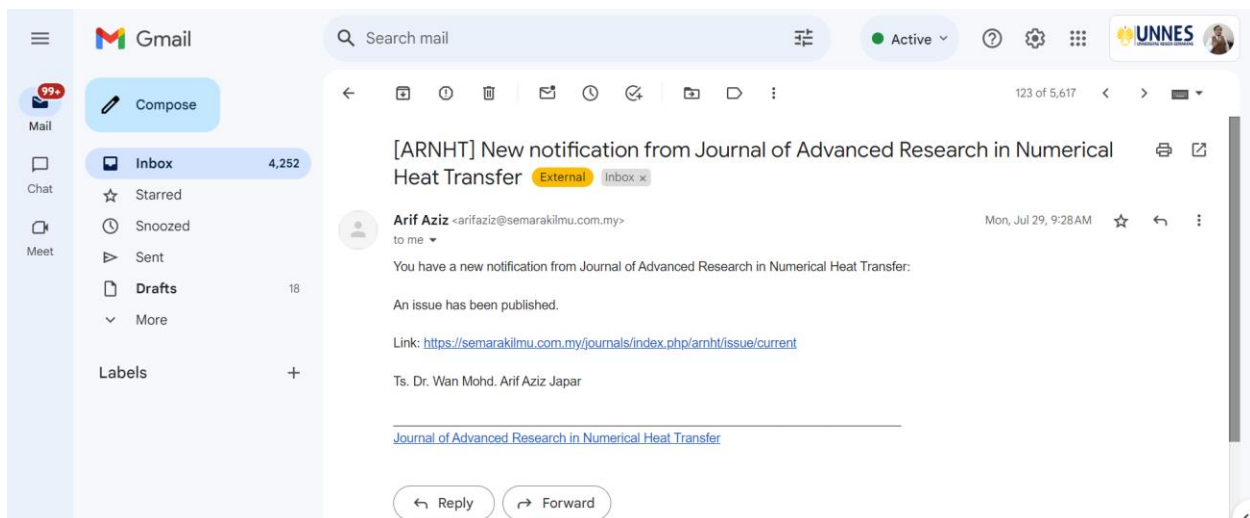 Gmail
Search mail
Active
UNNES
99+
Mail
Compose
123 of 5,617
Chat
Meet
Inbox 4,252
Starred
Snoozed
Sent
Drafts 18
More
Labels
[ARNHT] New notification from Journal of Advanced Research in Numerical
Heat Transfer External Inbox x
Arif Aziz <arifaziz@semarakilmu.com.my> Mon, Jul 29, 9:28 AM
to me
You have a new notification from Journal of Advanced Research in Numerical Heat Transfer:
An issue has been published.
Link: https://semarakilmu.com.my/journals/index.php/arnht/issue/current
Ts. Dr. Wan Mohd. Arif Aziz Japar
Journal of Advanced Research in Numerical Heat Transfer
Reply Forward